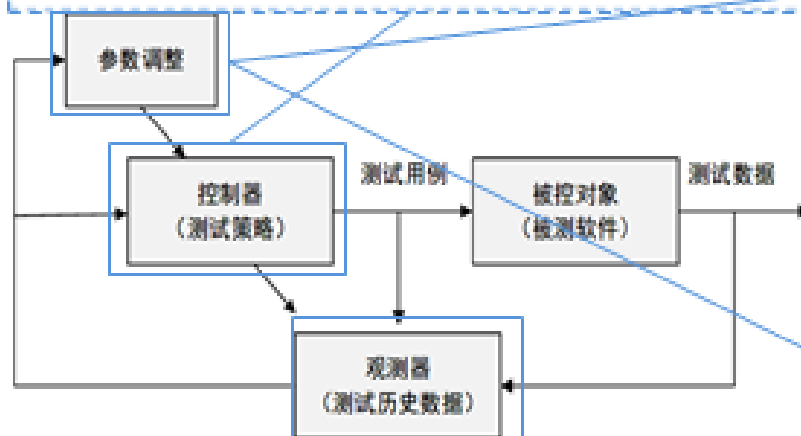 参数调整
控制器
（测试策略）
测试用例
被控对象
（被测软件）
测试数据
观测器
（测试历史数据）